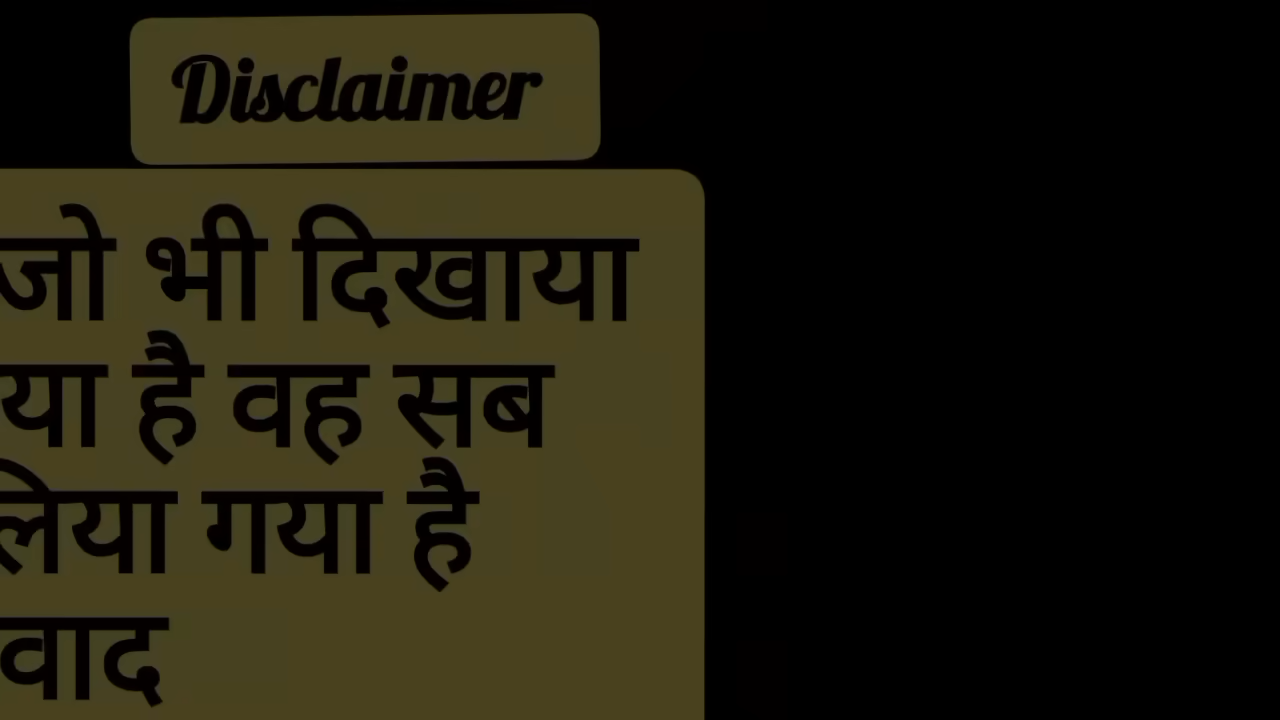 Disclaimer
जो भी दिखाया
है वह सब
गया है